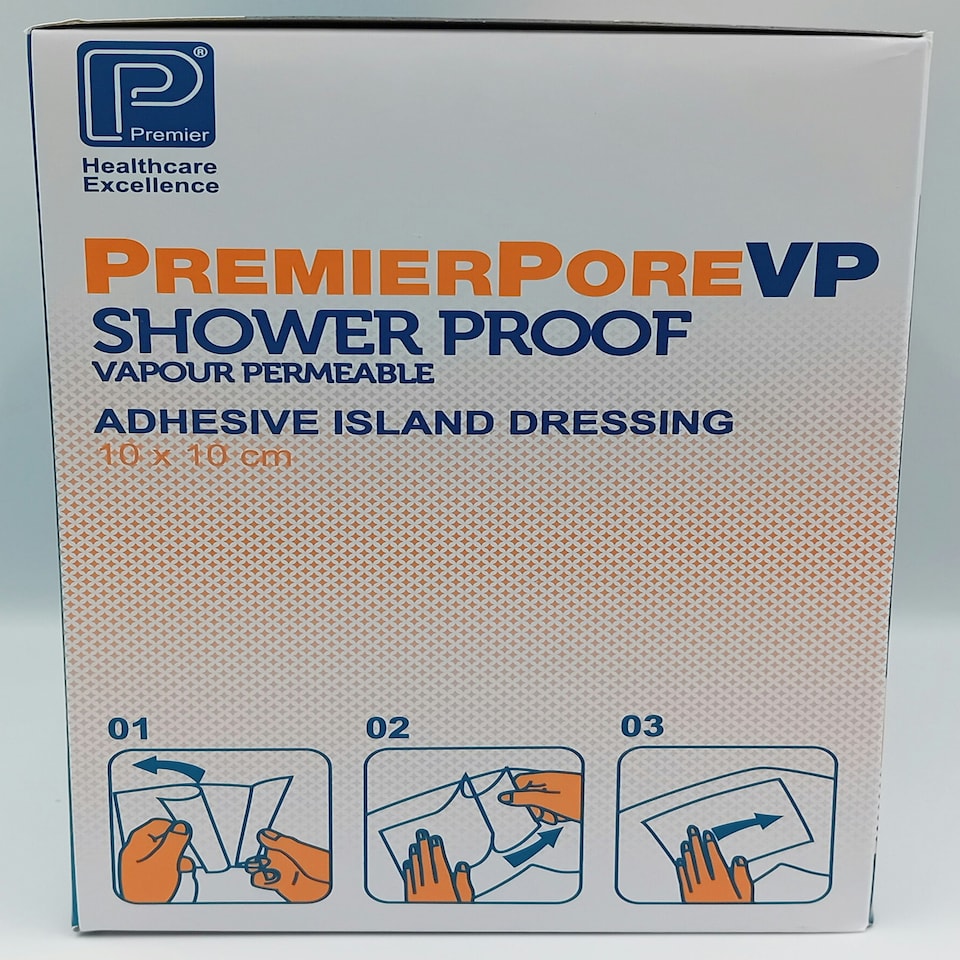 P®
Premier
Healthcare
Excellence
PREMIERPOREVP
SHOWER PROOF
VAPOUR PERMEABLE
ADHESIVE ISLAND DRESSING
10 x 10 cm
01 02 03